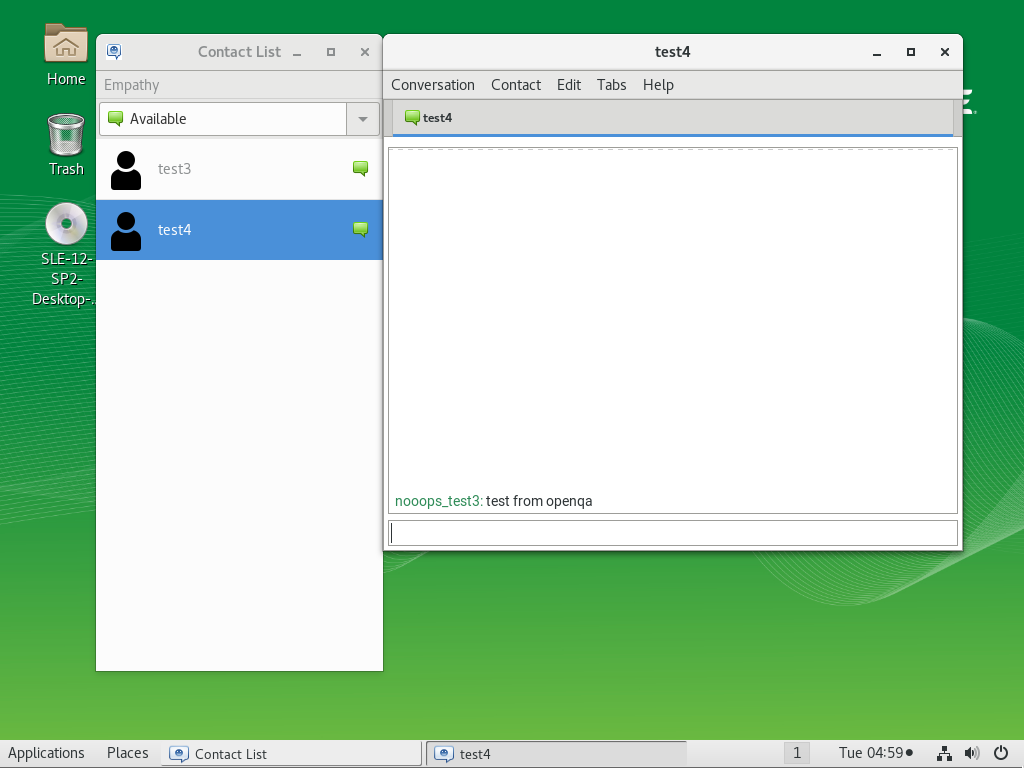 Home
Trash
SLE-12-
SP2-
Desktop-..
Contact List
Empathy
Available
test3
test4
test4
Conversation Contact Edit Tabs Help
test4
nooops_test3: test from openqa
Applications Places Contact List test4 1 Tue 04:59